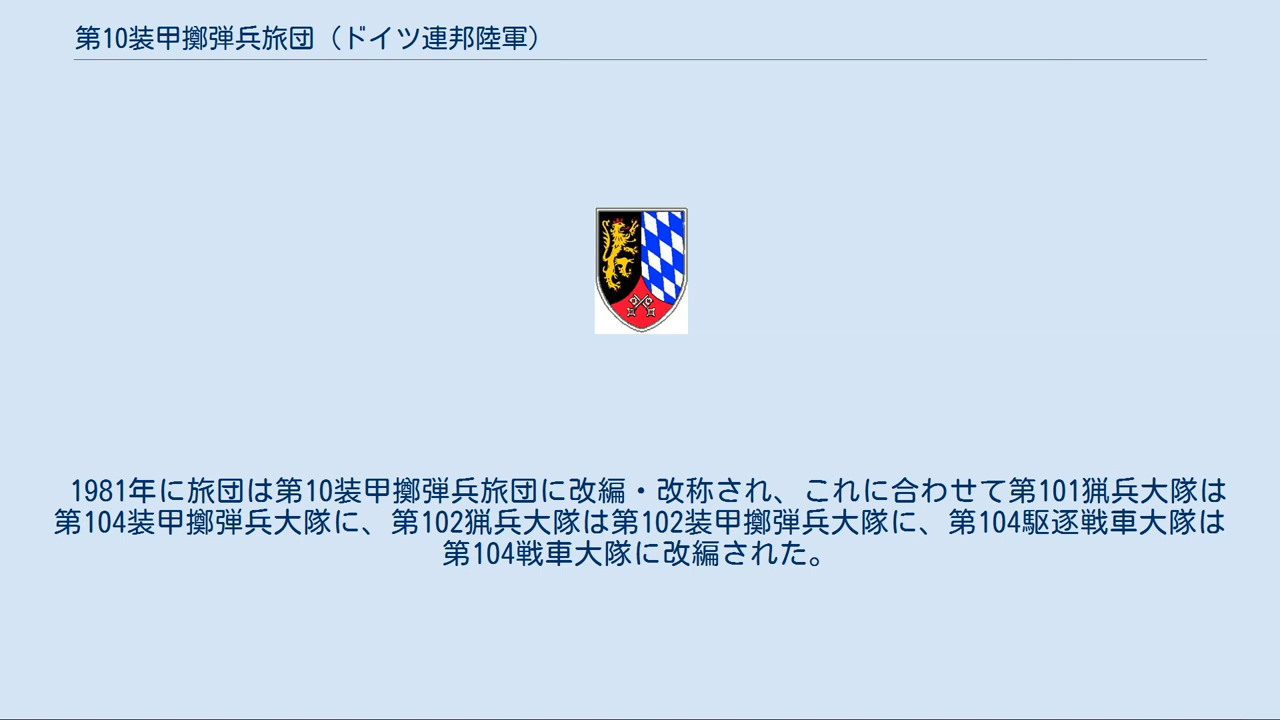 第10装甲擲弾兵旅団（ドイツ連邦陸軍）
1981年に旅団は第10装甲擲弾兵旅団に改編・改称され、これに合わせて第101猟兵大隊は
第104装甲擲弾兵大隊に、第102猟兵大隊は第102装甲擲弾兵大隊に、第104駆逐戦車大隊は
第104戦車大隊に改編された。